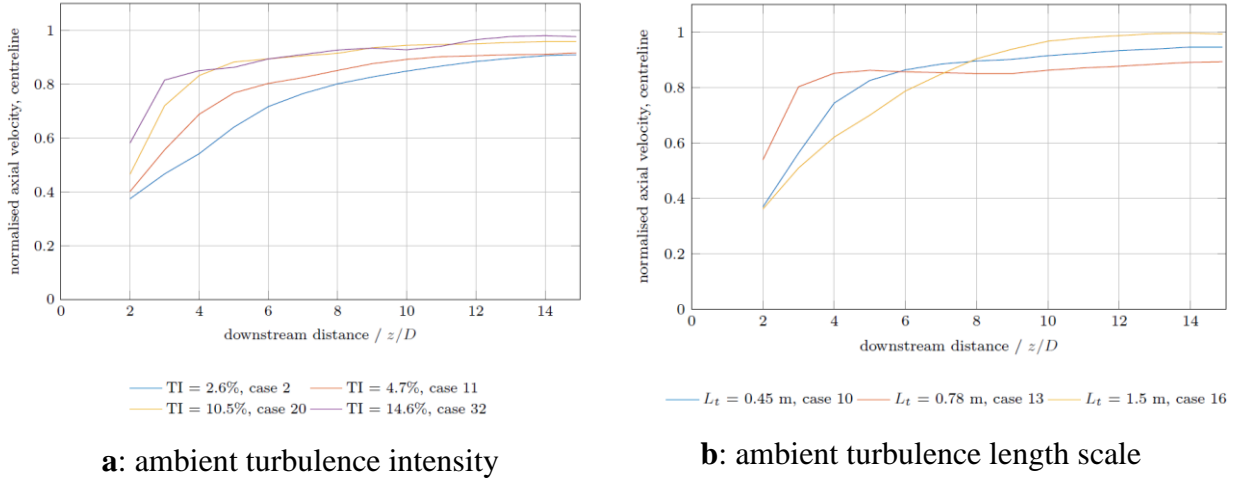 normalised axial velocity, centreline
1
0.8
0.6
0.4
0.2
0
0 2 4 6 8 10 12 14
downstream distance / z/D
TI = 2.6%, case 2 TI = 4.7%, case 11
TI = 10.5%, case 20 TI = 14.6%, case 32
a: ambient turbulence intensity
normalised axial velocity, centreline
1
0.8
0.6
0.4
0.2
0
0 2 4 6 8 10 12 14
downstream distance / z/D
L_t = 0.45 m, case 10 L_t = 0.78 m, case 13 L_t = 1.5 m, case 16
b: ambient turbulence length scale